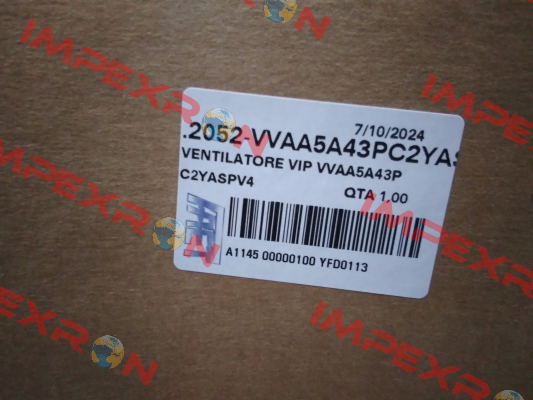 7/10/2024
.2052-VVAA5A43PC2YAS
VENTILATORE VIP VVAA5A43P
C2YASPV4
QTA 1,00
A1145 00000100 YFD0113
IMPEXRON
IMPEXRON
IMPEXRON
IMPEXRON
IMPEXRON